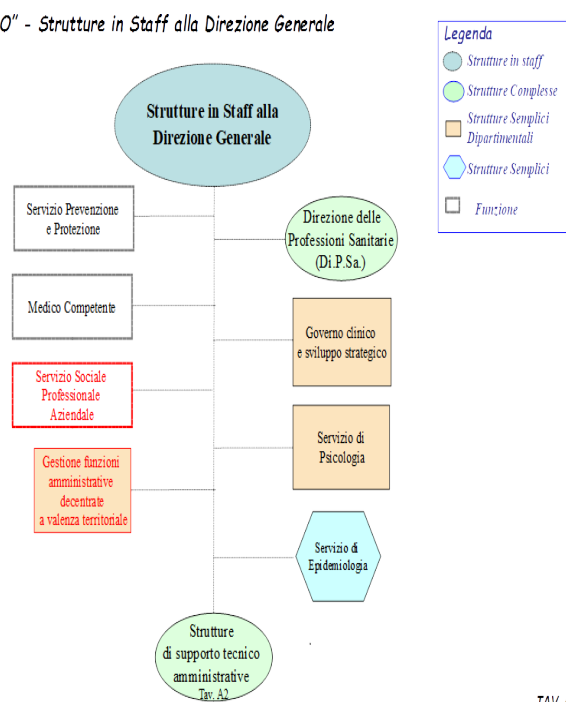 O" - Strutture in Staff alla Direzione Generale
Legenda
Strutture in staff
Strutture Complesse
Strutture Semplici
Dipartimentali
Strutture Semplici
Funzione
Strutture in Staff alla
Direzione Generale
Servizio Prevenzione
e Protezione
Direzione delle
Professioni Sanitarie
(Di.P.Sa.)
Medico Competente
Governo clinico
e sviluppo strategico
Servizio Sociale
Professionale
Aziendale
Servizio di
Psicologia
Gestione funzioni
amministrative
decentrate
a valenza territoriale
Servizio di
Epidemiologia
Strutture
di supporto tecnico
amministrative
Tav. A2
TAV